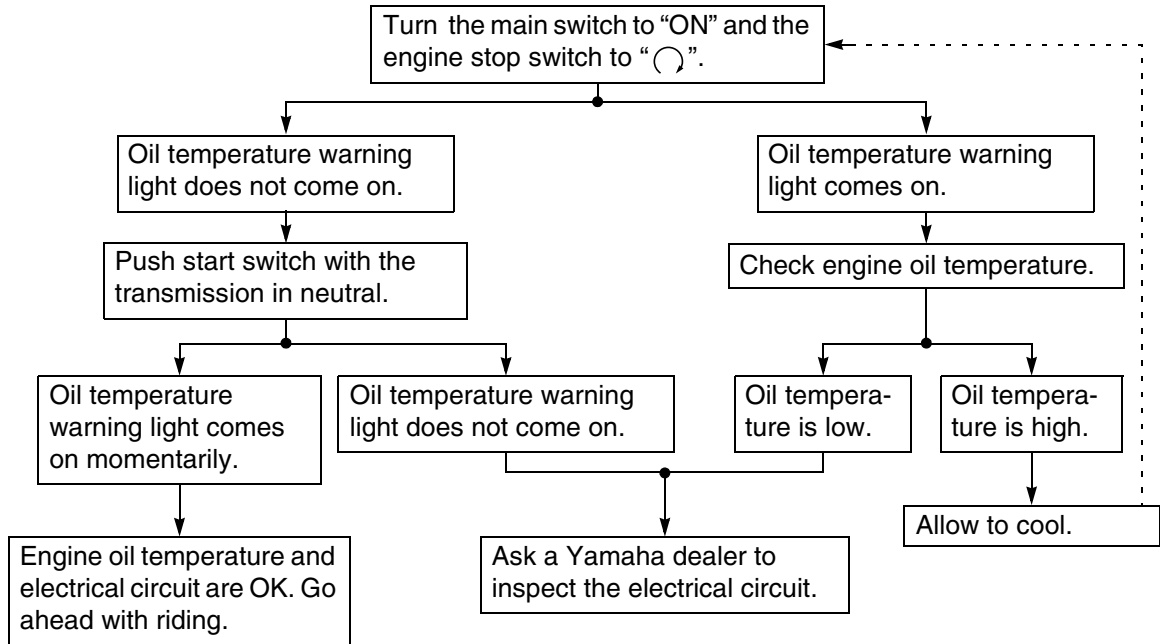 Turn the main switch to “ON” and the
engine stop switch to “ ”.
Oil temperature warning
light does not come on.
Oil temperature warning
light comes on.
Push start switch with the
transmission in neutral.
Check engine oil temperature.
Oil temperature
warning light comes
on momentarily.
Oil temperature warning
light does not come on.
Oil tempera-
ture is low.
Oil tempera-
ture is high.
Allow to cool.
Engine oil temperature and
electrical circuit are OK. Go
ahead with riding.
Ask a Yamaha dealer to
inspect the electrical circuit.